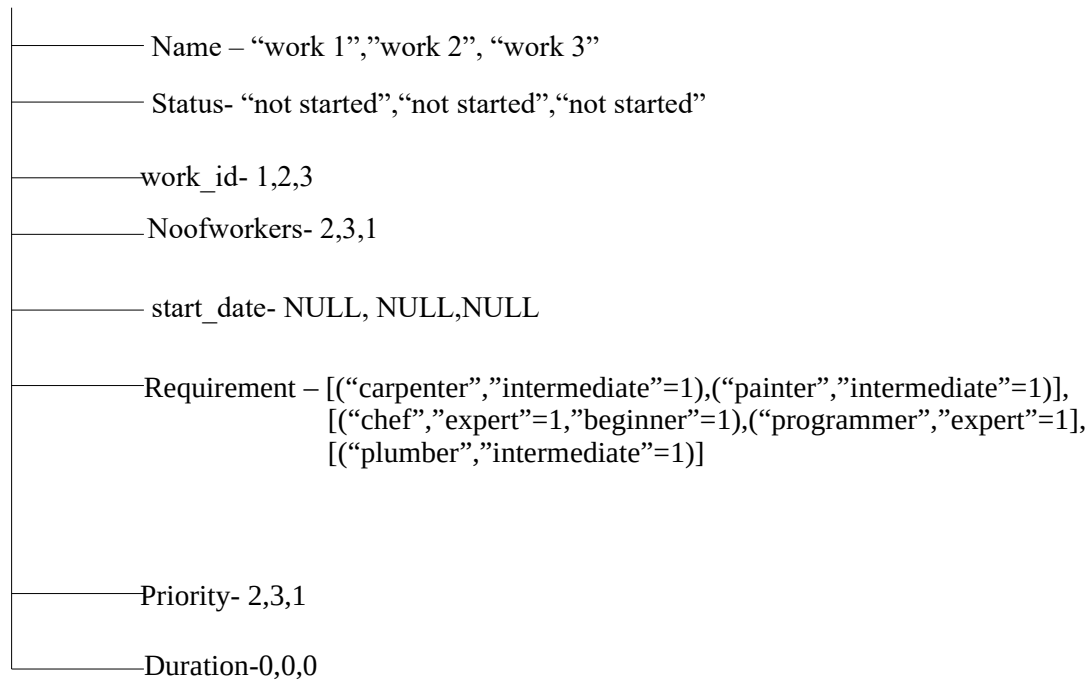 Name – “work 1”,”work 2”, “work 3”
Status- “not started”,“not started”,“not started”
work_id- 1,2,3
Noofworkers- 2,3,1
start_date- NULL, NULL,NULL
Requirement – [(“carpenter”,”intermediate”=1),(“painter”,”intermediate”=1)],
[(“chef”,”expert”=1,”beginner”=1),(“programmer”,”expert”=1],
[(“plumber”,”intermediate”=1)]
Priority- 2,3,1
Duration-0,0,0